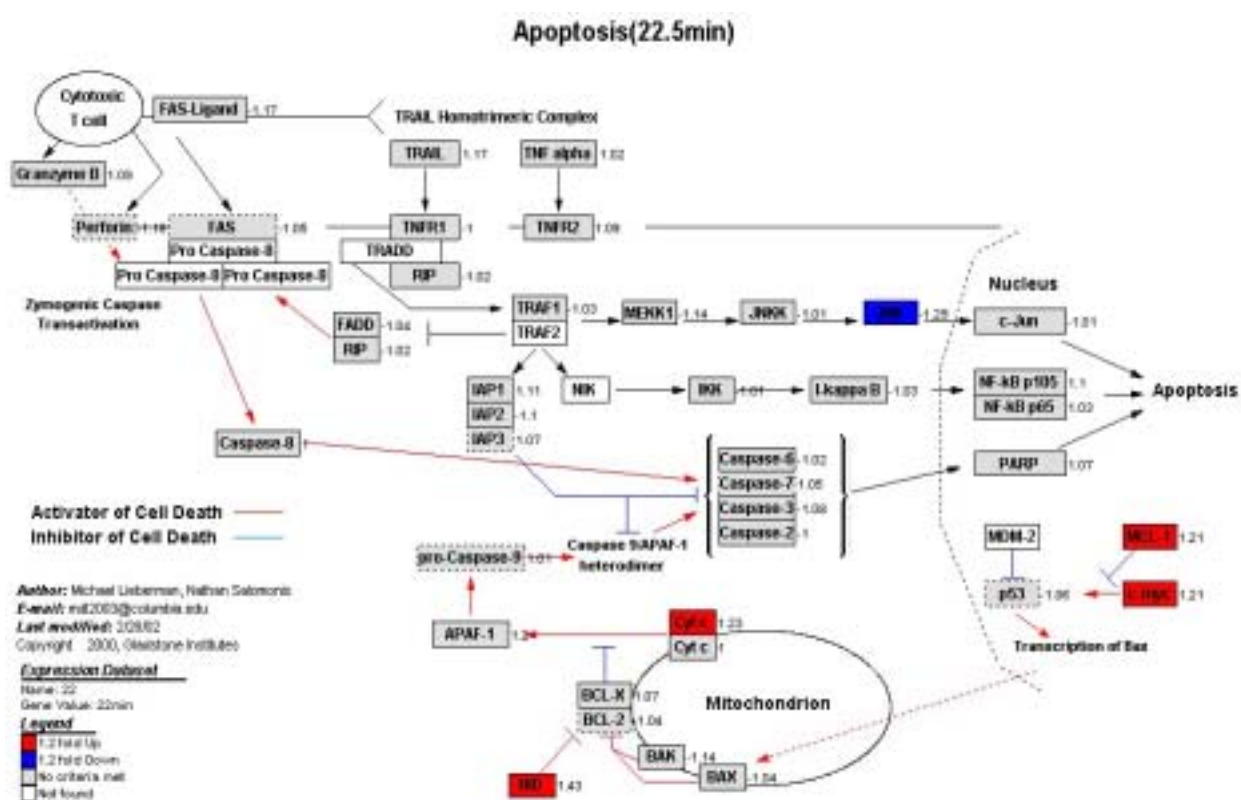 Apoptosis(22.5min)
Cytotoxic
T cell
FAS-Ligand -1.17
TRAIL Homotrimeric Complex
TRAIL 1.17
TNF alpha 1.02
Granzyme B 1.09
Perforin
FAS -1.05
TNFR1 1
TNFR2 1.09
Pro Caspase-8
TRADD
Pro Caspase-8 Pro Caspase-8
RIP -1.02
Nucleus
Zymogenic Caspase
Transactivation
TRAF1 -1.03
TRAF2
MEKK1 -1.14
JNKK -1.01
-1.25
c-Jun -1.01
FADD -1.04
RIP -1.02
IAP1 -1.11
IAP2 -1.1
IAP3 1.07
NIK
IKK
I-kappa B -1.03
NF-kB p105 1.1
NF-kB p65 1.02
Apoptosis
Caspase-8
Caspase-6 1.02
Caspase-7 1.05
Caspase-3 1.08
Caspase-2 1
PARP 1.07
Activator of Cell Death
Inhibitor of Cell Death
pro-Caspase-9 1.01
Caspase 9/APAF-1
heterodimer
MDM-2
MCL-1 1.21
p53
c-myc 1.21
Transcription of Bax
APAF-1
Cyt c 1.23
Cyt c 1
Mitochondrion
BCL-X 1.07
BCL-2
BAK -1.14
BAX -1.04
BID 1.43
Author: Michael Lieberman, Nathan Salomonis
E-mail:
Last modified: 2/28/02
Copyright 2000, Gladstone Institutes
Expression Dataset
Name: 22
Gene Value: 22min
Legend
1.2 fold Up
1.2 fold Down
No criteria met
Not found